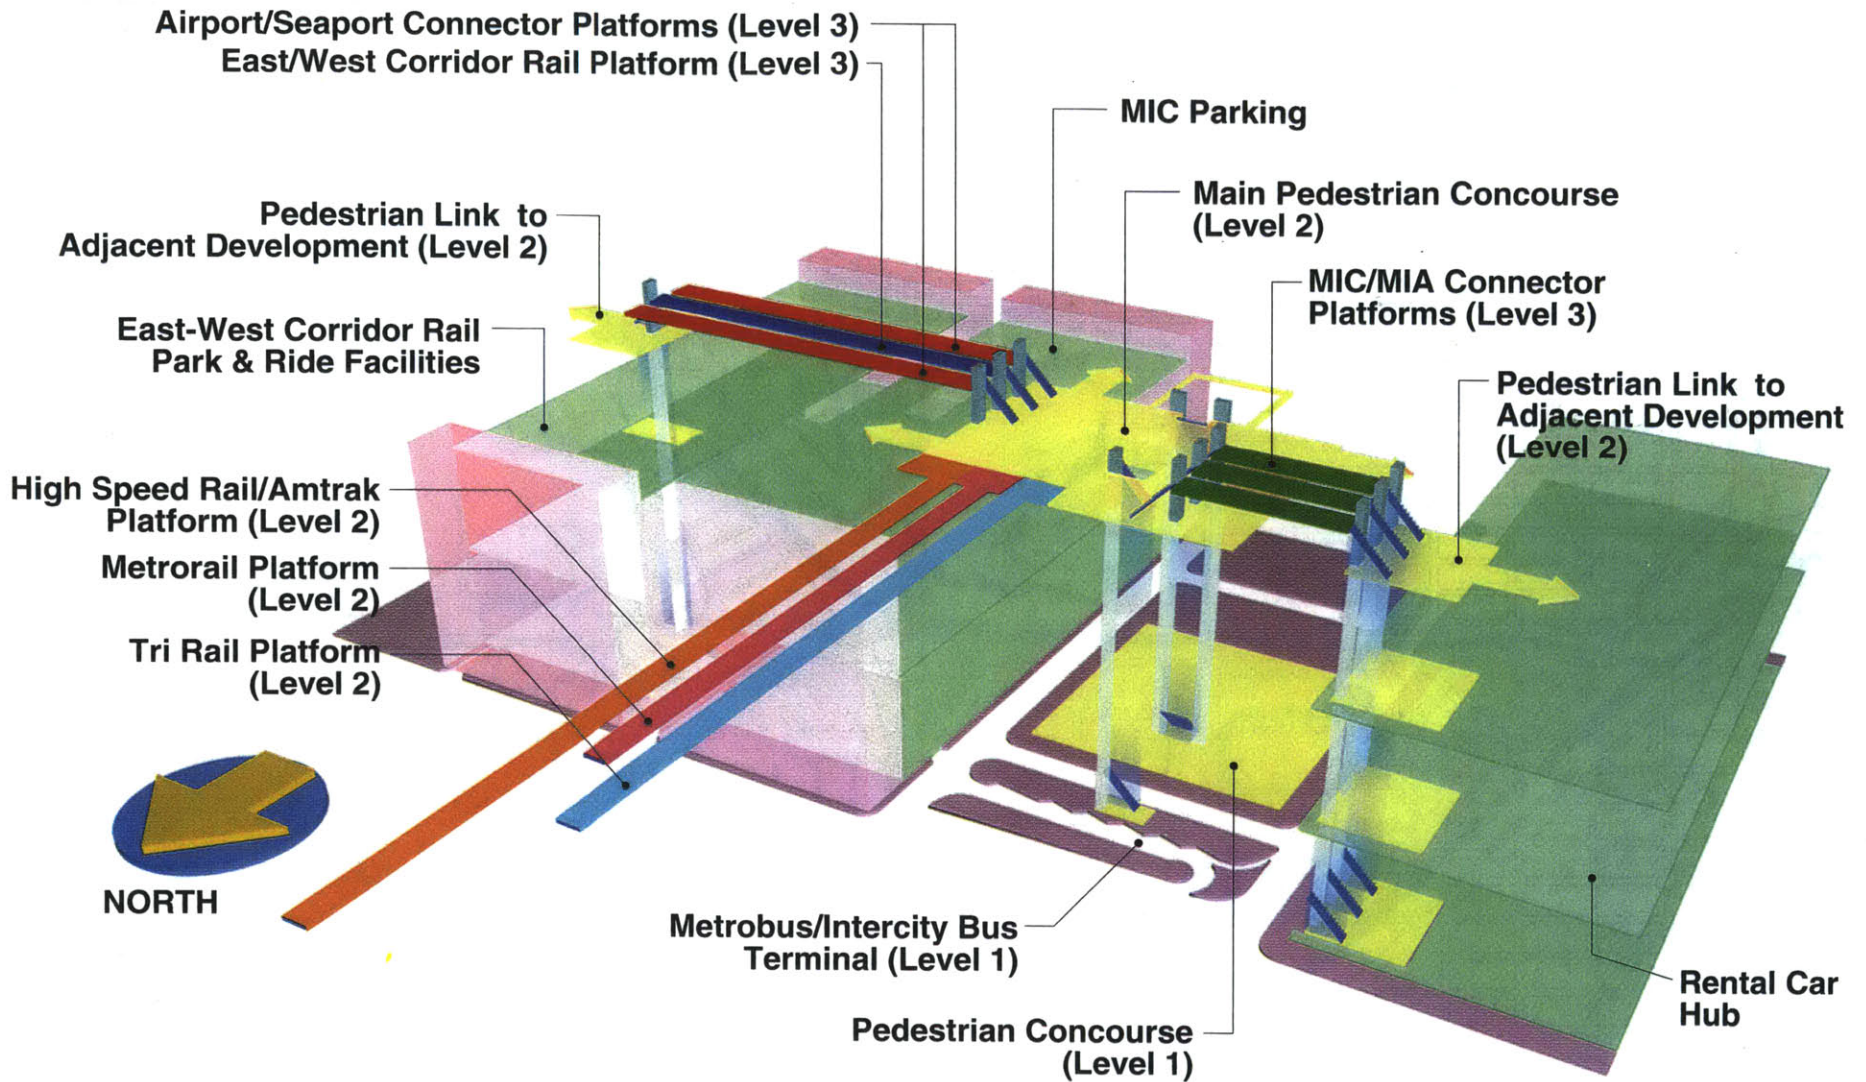 Airport/Seaport Connector Platforms (Level 3)
East/West Corridor Rail Platform (Level 3)
MIC Parking
Main Pedestrian Concourse
(Level 2)
Pedestrian Link to
Adjacent Development (Level 2)
MIC/MIA Connector
Platforms (Level 3)
East-West Corridor Rail
Park & Ride Facilities
Pedestrian Link to
Adjacent Development
(Level 2)
High Speed Rail/Amtrak
Platform (Level 2)
Metrorail Platform
(Level 2)
Tri Rail Platform
(Level 2)
NORTH
Metrobus/Intercity Bus
Terminal (Level 1)
Rental Car
Hub
Pedestrian Concourse
(Level 1)